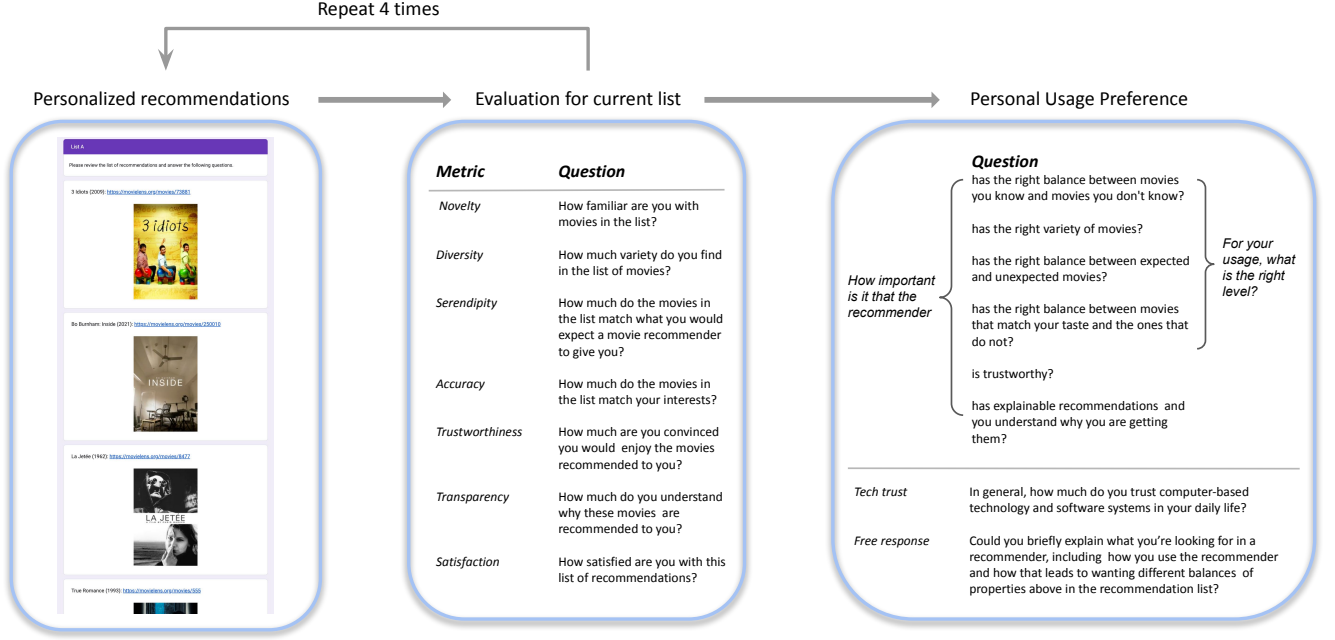 Repeat 4 times
Personalized recommendations
Evaluation for current list
Personal Usage Preference
List A
Please review the list of recommendations and answer the following questions.
3 Idiots (2009): https://movielens.org/movies/73881
3 idiots
Bo Burnham: Inside (2021): https://movielens.org/movies/250010
INSIDE
La Jetée (1962): https://movielens.org/movies/8477
LA JETÉE
True Romance (1993): https://movielens.org/movies/555
Metric Question
Novelty How familiar are you with
movies in the list?
Diversity How much variety do you find
in the list of movies?
Serendipity How much do the movies in
the list match what you would
expect a movie recommender
to give you?
Accuracy How much do the movies in
the list match your interests?
Trustworthiness How much are you convinced
you would enjoy the movies
recommended to you?
Transparency How much do you understand
why these movies are
recommended to you?
Satisfaction How satisfied are you with this
list of recommendations?
How important
is it that the
recommender
Question
has the right balance between movies
you know and movies you don't know?
has the right variety of movies?
has the right balance between expected
and unexpected movies?
has the right balance between movies
that match your taste and the ones that
do not?
is trustworthy?
has explainable recommendations and
you understand why you are getting
them?
For your
usage, what
is the right
level?
Tech trust In general, how much do you trust computer-based
technology and software systems in your daily life?
Free response Could you briefly explain what you're looking for in a
recommender, including how you use the recommender
and how that leads to wanting different balances of
properties above in the recommendation list?